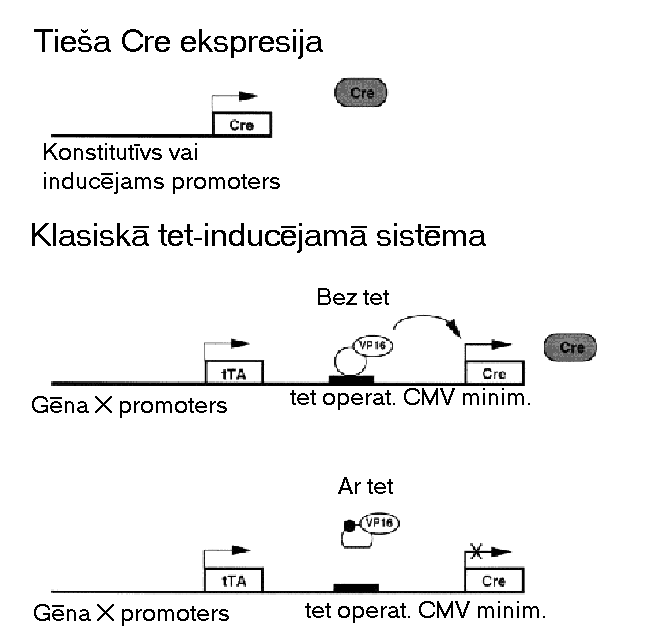 Tieša Cre ekspresija
Cre
Cre
Konstitutīvs vai
inducējams promoters
Klasiskā tet-inducējamā sistēma
Bez tet
VP16
Cre
tTA
Cre
Gēna X promoters
tet operat. CMV minim.
Ar tet
VP16
tTA
Cre
Gēna X promoters
tet operat. CMV minim.